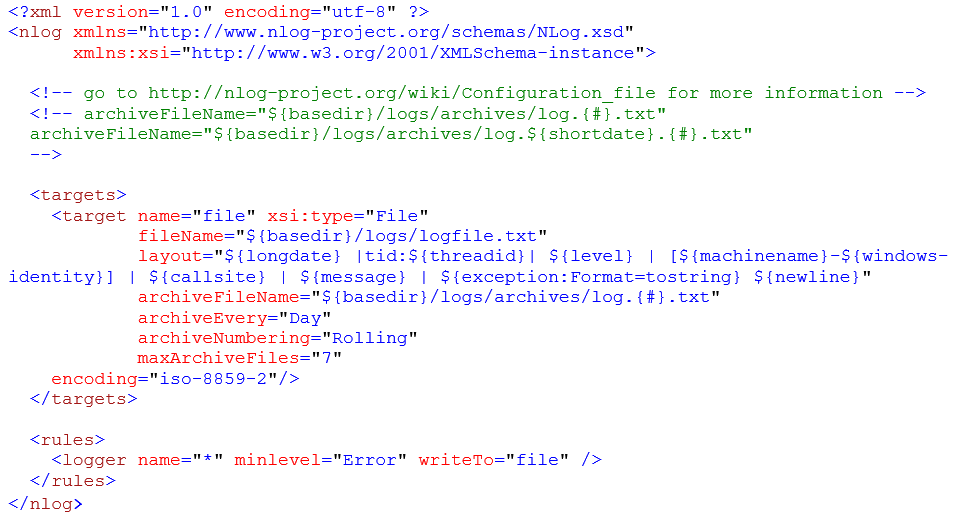 <?xml version="1.0" encoding="utf-8" ?>
<nlog xmlns="http://www.nlog-project.org/schemas/NLog.xsd"
      xmlns:xsi="http://www.w3.org/2001/XMLSchema-instance">

  <!-- go to http://nlog-project.org/wiki/Configuration_file for more information -->
  <!-- archiveFileName="${basedir}/logs/archives/log.{#}.txt"
  archiveFileName="${basedir}/logs/archives/log.${shortdate}.{#}.txt"
  -->

  <targets>
    <target name="file" xsi:type="File"
            fileName="${basedir}/logs/logfile.txt"
            layout="${longdate} |tid:${threadid}| ${level} | [${machinename}-${windows-
identity}] | ${callsite} | ${message} | ${exception:Format=tostring} ${newline}"
            archiveFileName="${basedir}/logs/archives/log.{#}.txt"
            archiveEvery="Day"
            archiveNumbering="Rolling"
            maxArchiveFiles="7"
    encoding="iso-8859-2"/>
  </targets>

  <rules>
    <logger name="*" minlevel="Error" writeTo="file" />
  </rules>
</nlog>